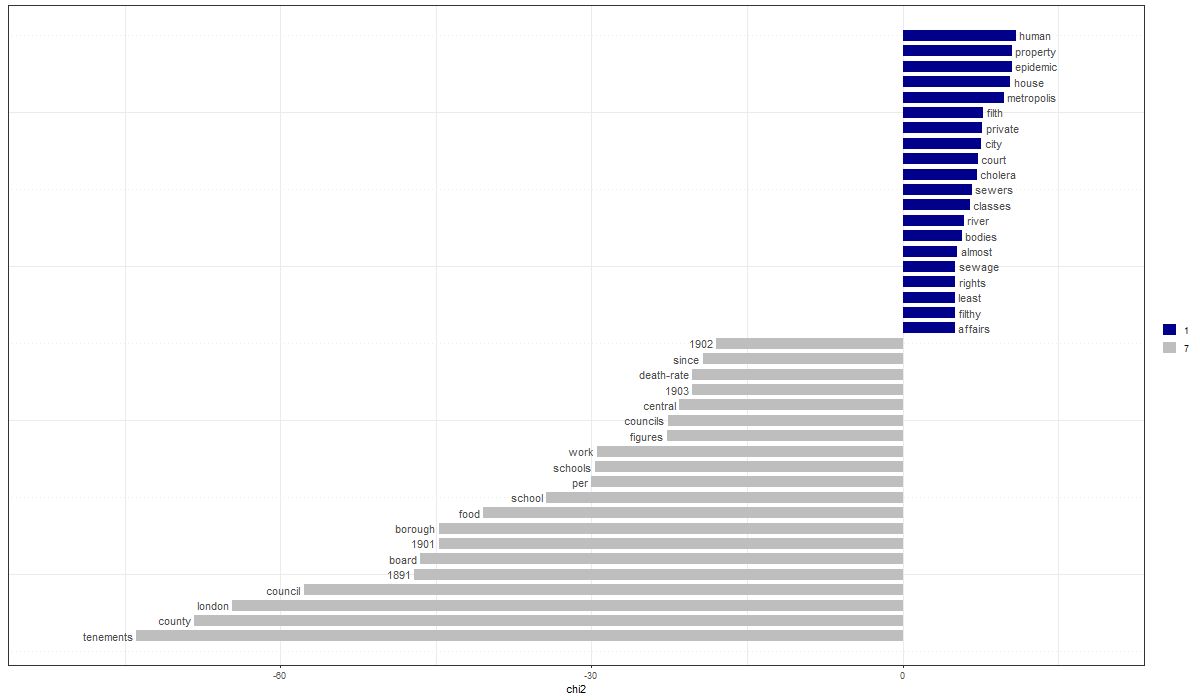 human
property
epidemic
house
metropolis
filth
private
city
court
cholera
sewers
classes
river
bodies
almost
sewage
rights
least
filthy
affairs
1902
since
death-rate
1903
central
councils
figures
work
schools
per
school
food
borough
1901
board
1891
council
london
county
tenements
1
7
-60
-30
0
chi2